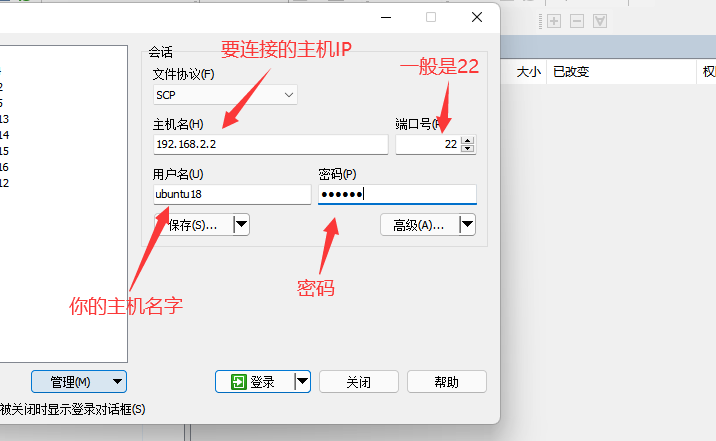 会话
要连接的主机IP
一般是22
文件协议(F)
SCP
大小
已改变
主机名(H)
端口号(
192.168.2.2
22
用户名(U)
密码(P)
ubuntu18
••••••
保存(S)...
高级(A)...
密码
你的主机名字
2
5
13
14
15
16
12
管理(M)
登录
关闭
帮助
被关闭时显示登录对话框(S)